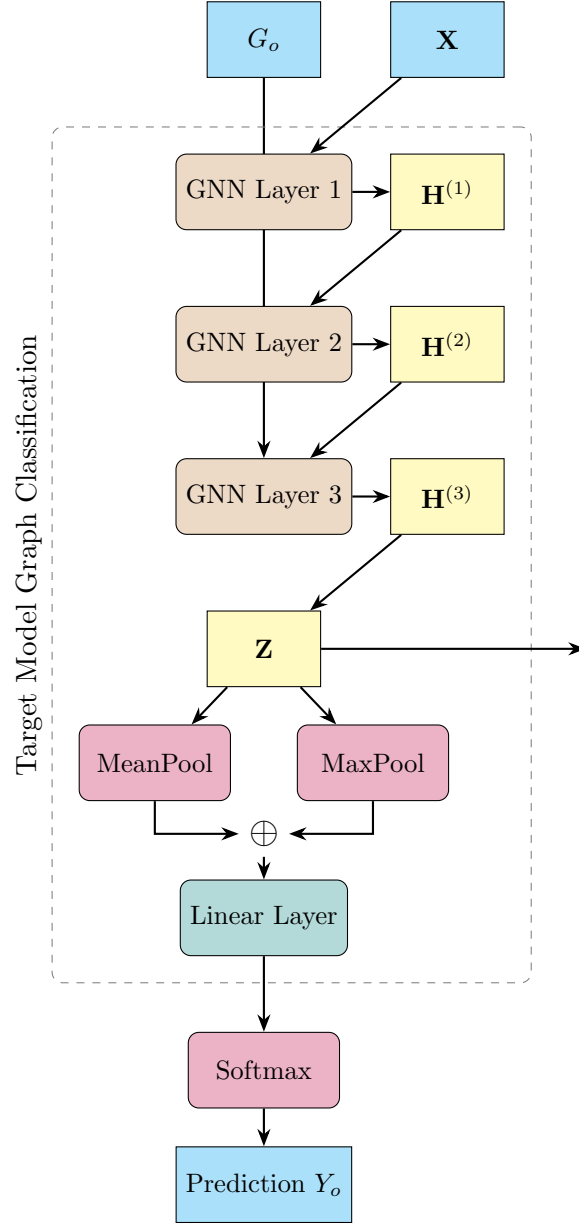 G_o
X
GNN Layer 1
H^(1)
GNN Layer 2
H^(2)
GNN Layer 3
H^(3)
Target Model Graph Classification
Z
MeanPool
MaxPool
⊕
Linear Layer
Softmax
Prediction Y_o